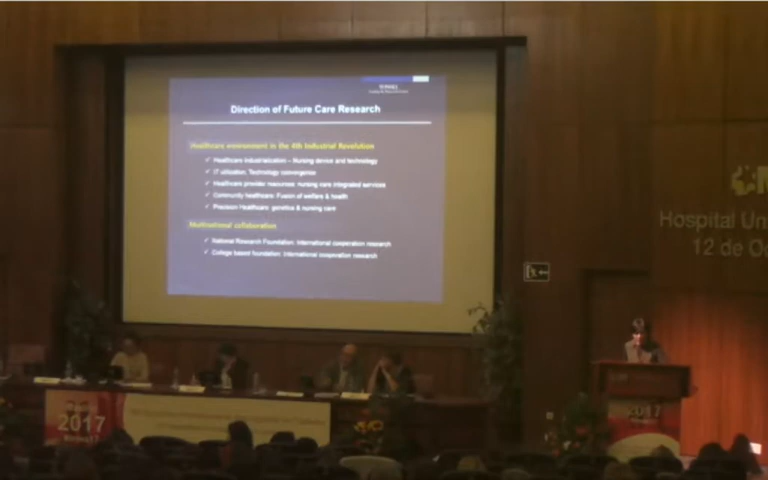 YONSEI
Direction of Future Care Research
Healthcare environment in the 4th Industrial Revolution
✓ Healthcare industrialization – Nursing device and technology
✓ IT utilization: Technology convergence
✓ Healthcare provider resources: nursing care integrated services
✓ Community healthcare: Fusion of welfare & health
✓ Precision Healthcare: genetics & nursing care
Multinational collaboration
✓ National Research Foundation: International cooperation research
✓ College based foundation: International cooperation research
Hospital Un
12 de Oc
2017
2017